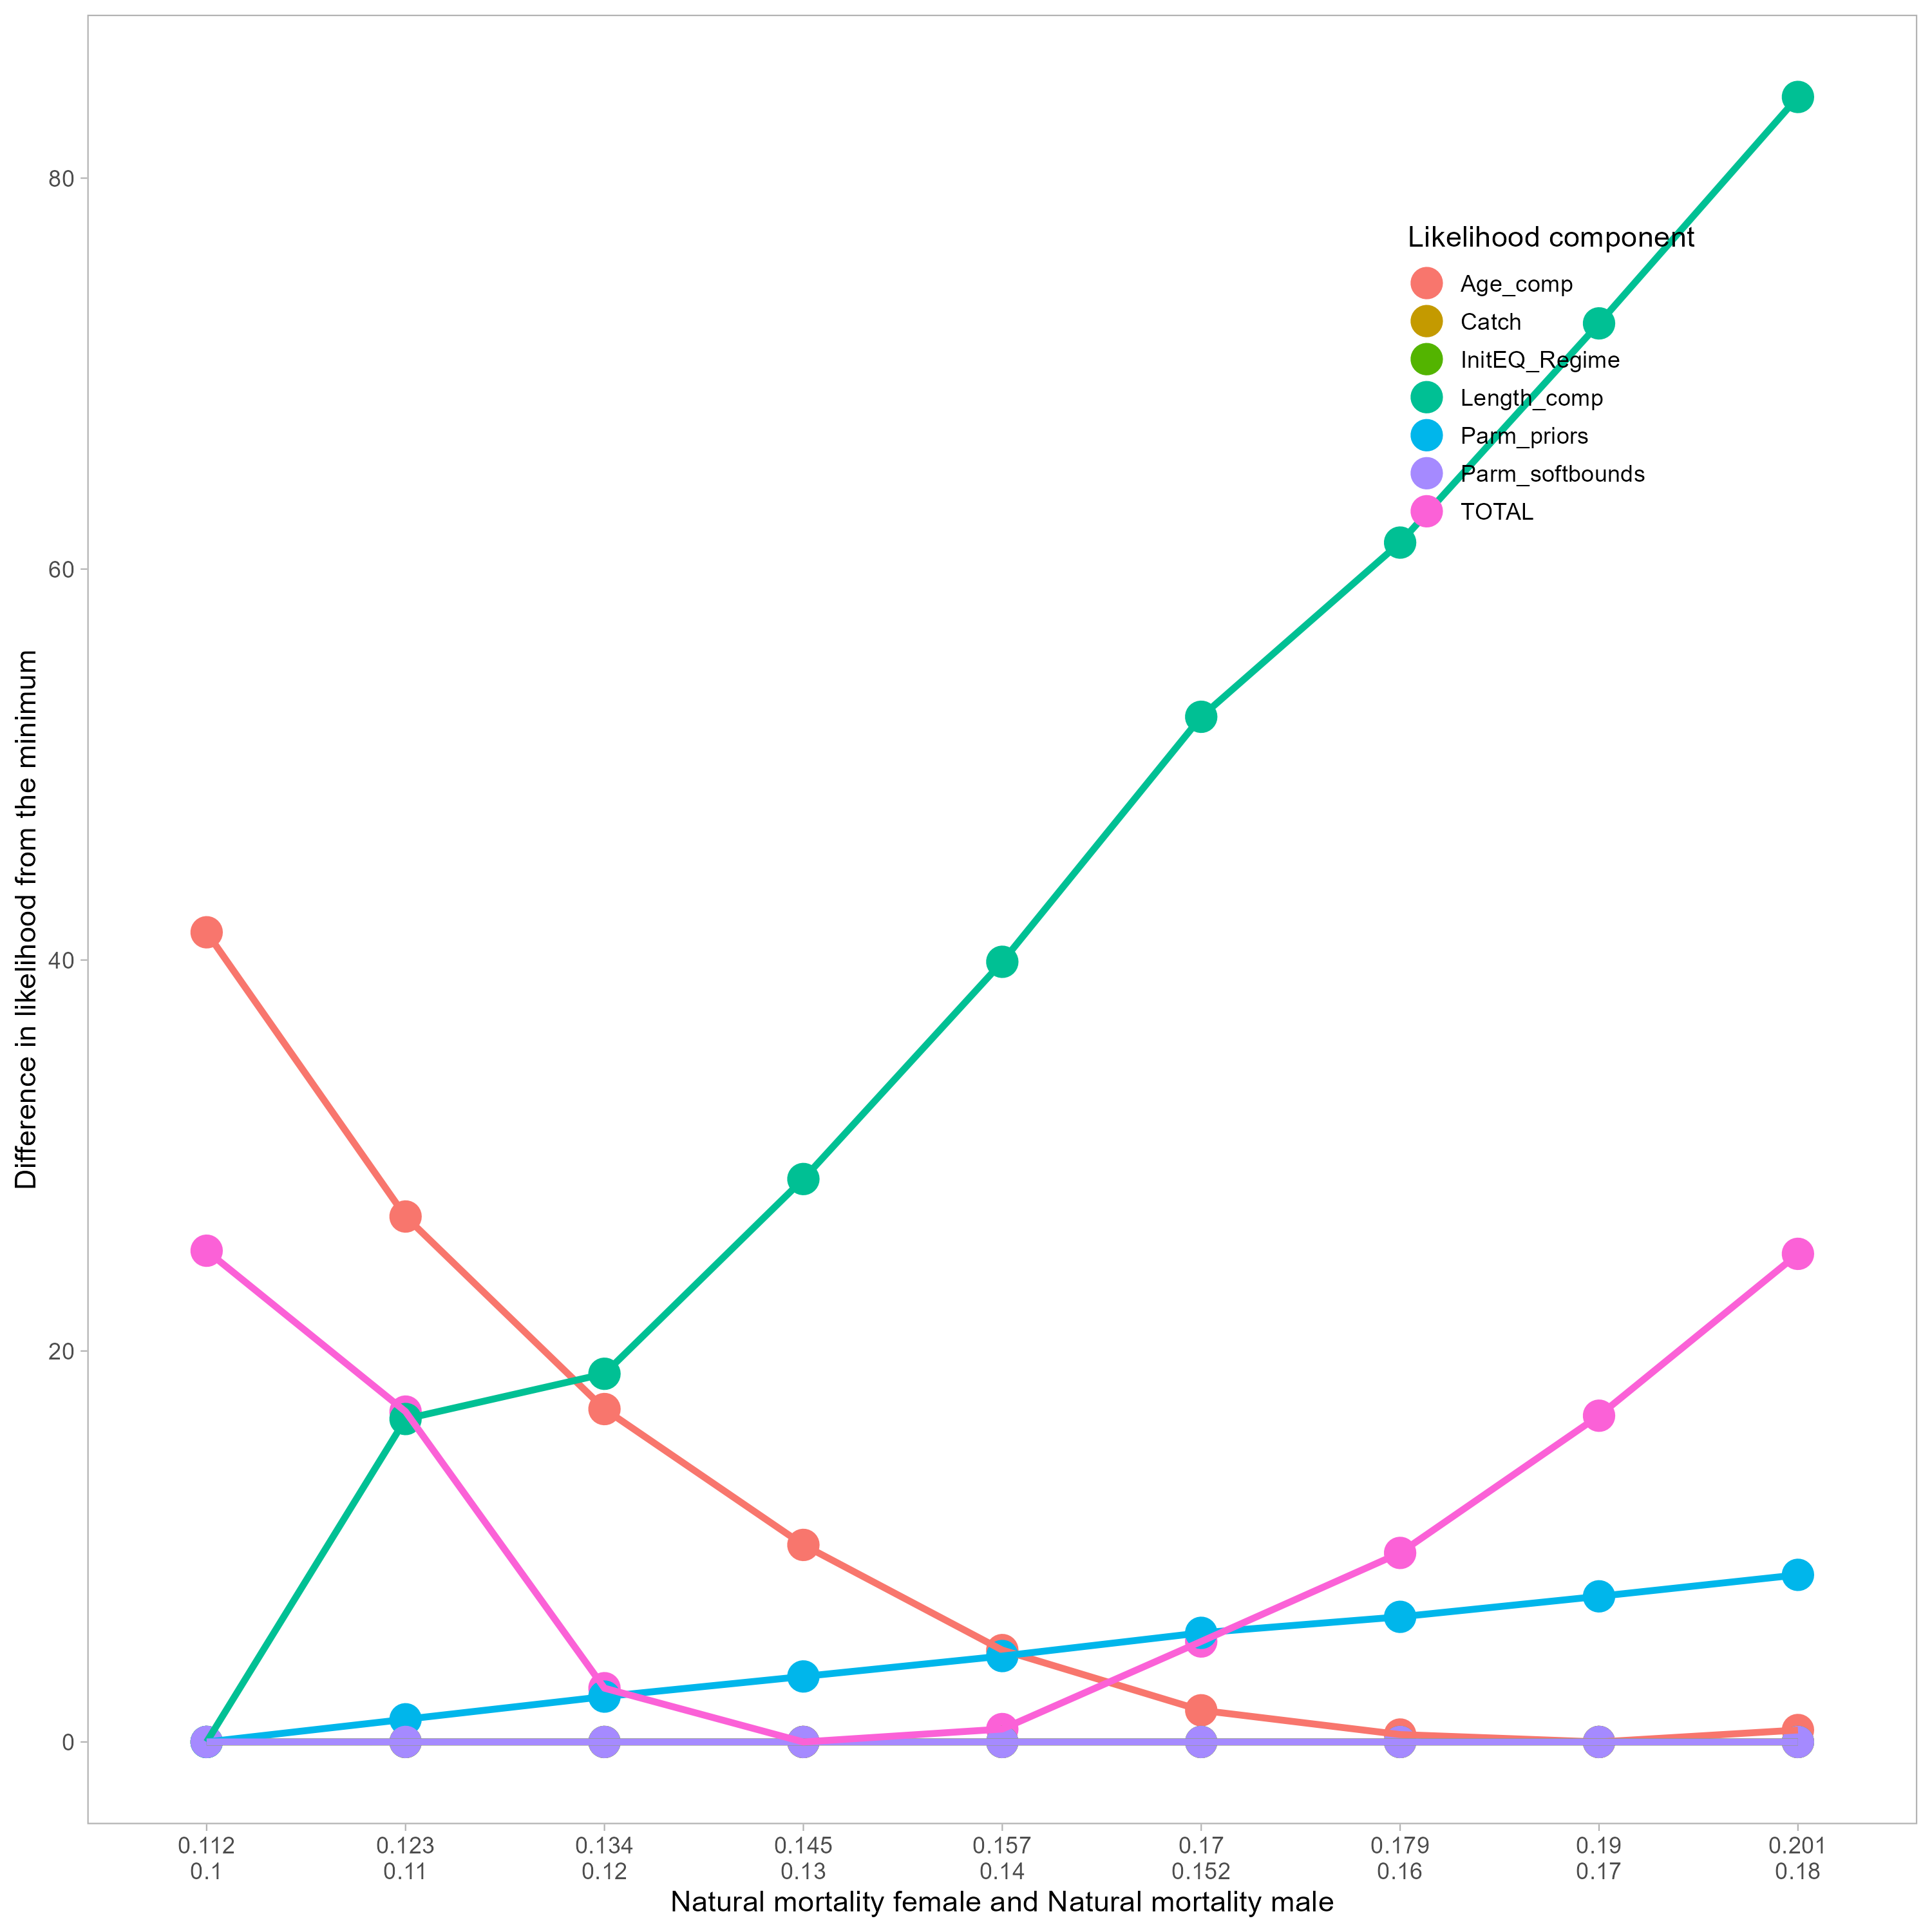 Difference in likelihood from the minimum
80
60
40
20
0
Likelihood component
Age_comp
Catch
InitEQ_Regime
Length_comp
Parm_priors
Parm_softbounds
TOTAL
0.112 0.123 0.134 0.145 0.157 0.17 0.179 0.19 0.201
0.1 0.11 0.12 0.13 0.14 0.152 0.16 0.17 0.18
Natural mortality female and Natural mortality male